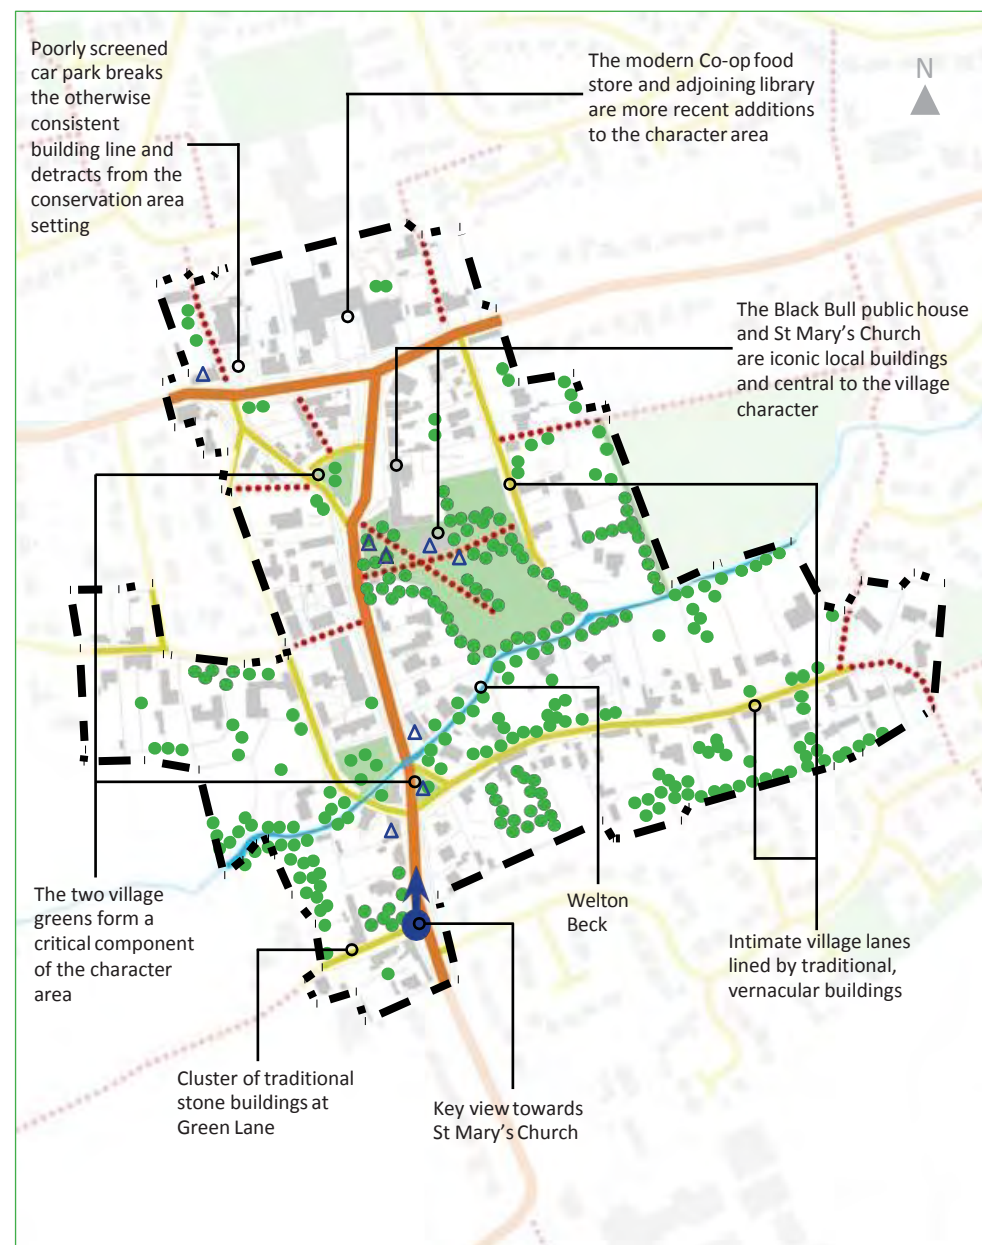 Poorly screened
car park breaks
the otherwise
consistent
building line and
detracts from the
conservation area
setting
The modern Co-op food
store and adjoining library
are more recent additions
to the character area
N
The Black Bull public house
and St Mary’s Church
are iconic local buildings
and central to the village
character
The two village
greens form a
critical component
of the character
area
Welton
Beck
Intimate village lanes
lined by traditional,
vernacular buildings
Cluster of traditional
stone buildings at
Green Lane
Key view towards
St Mary’s Church